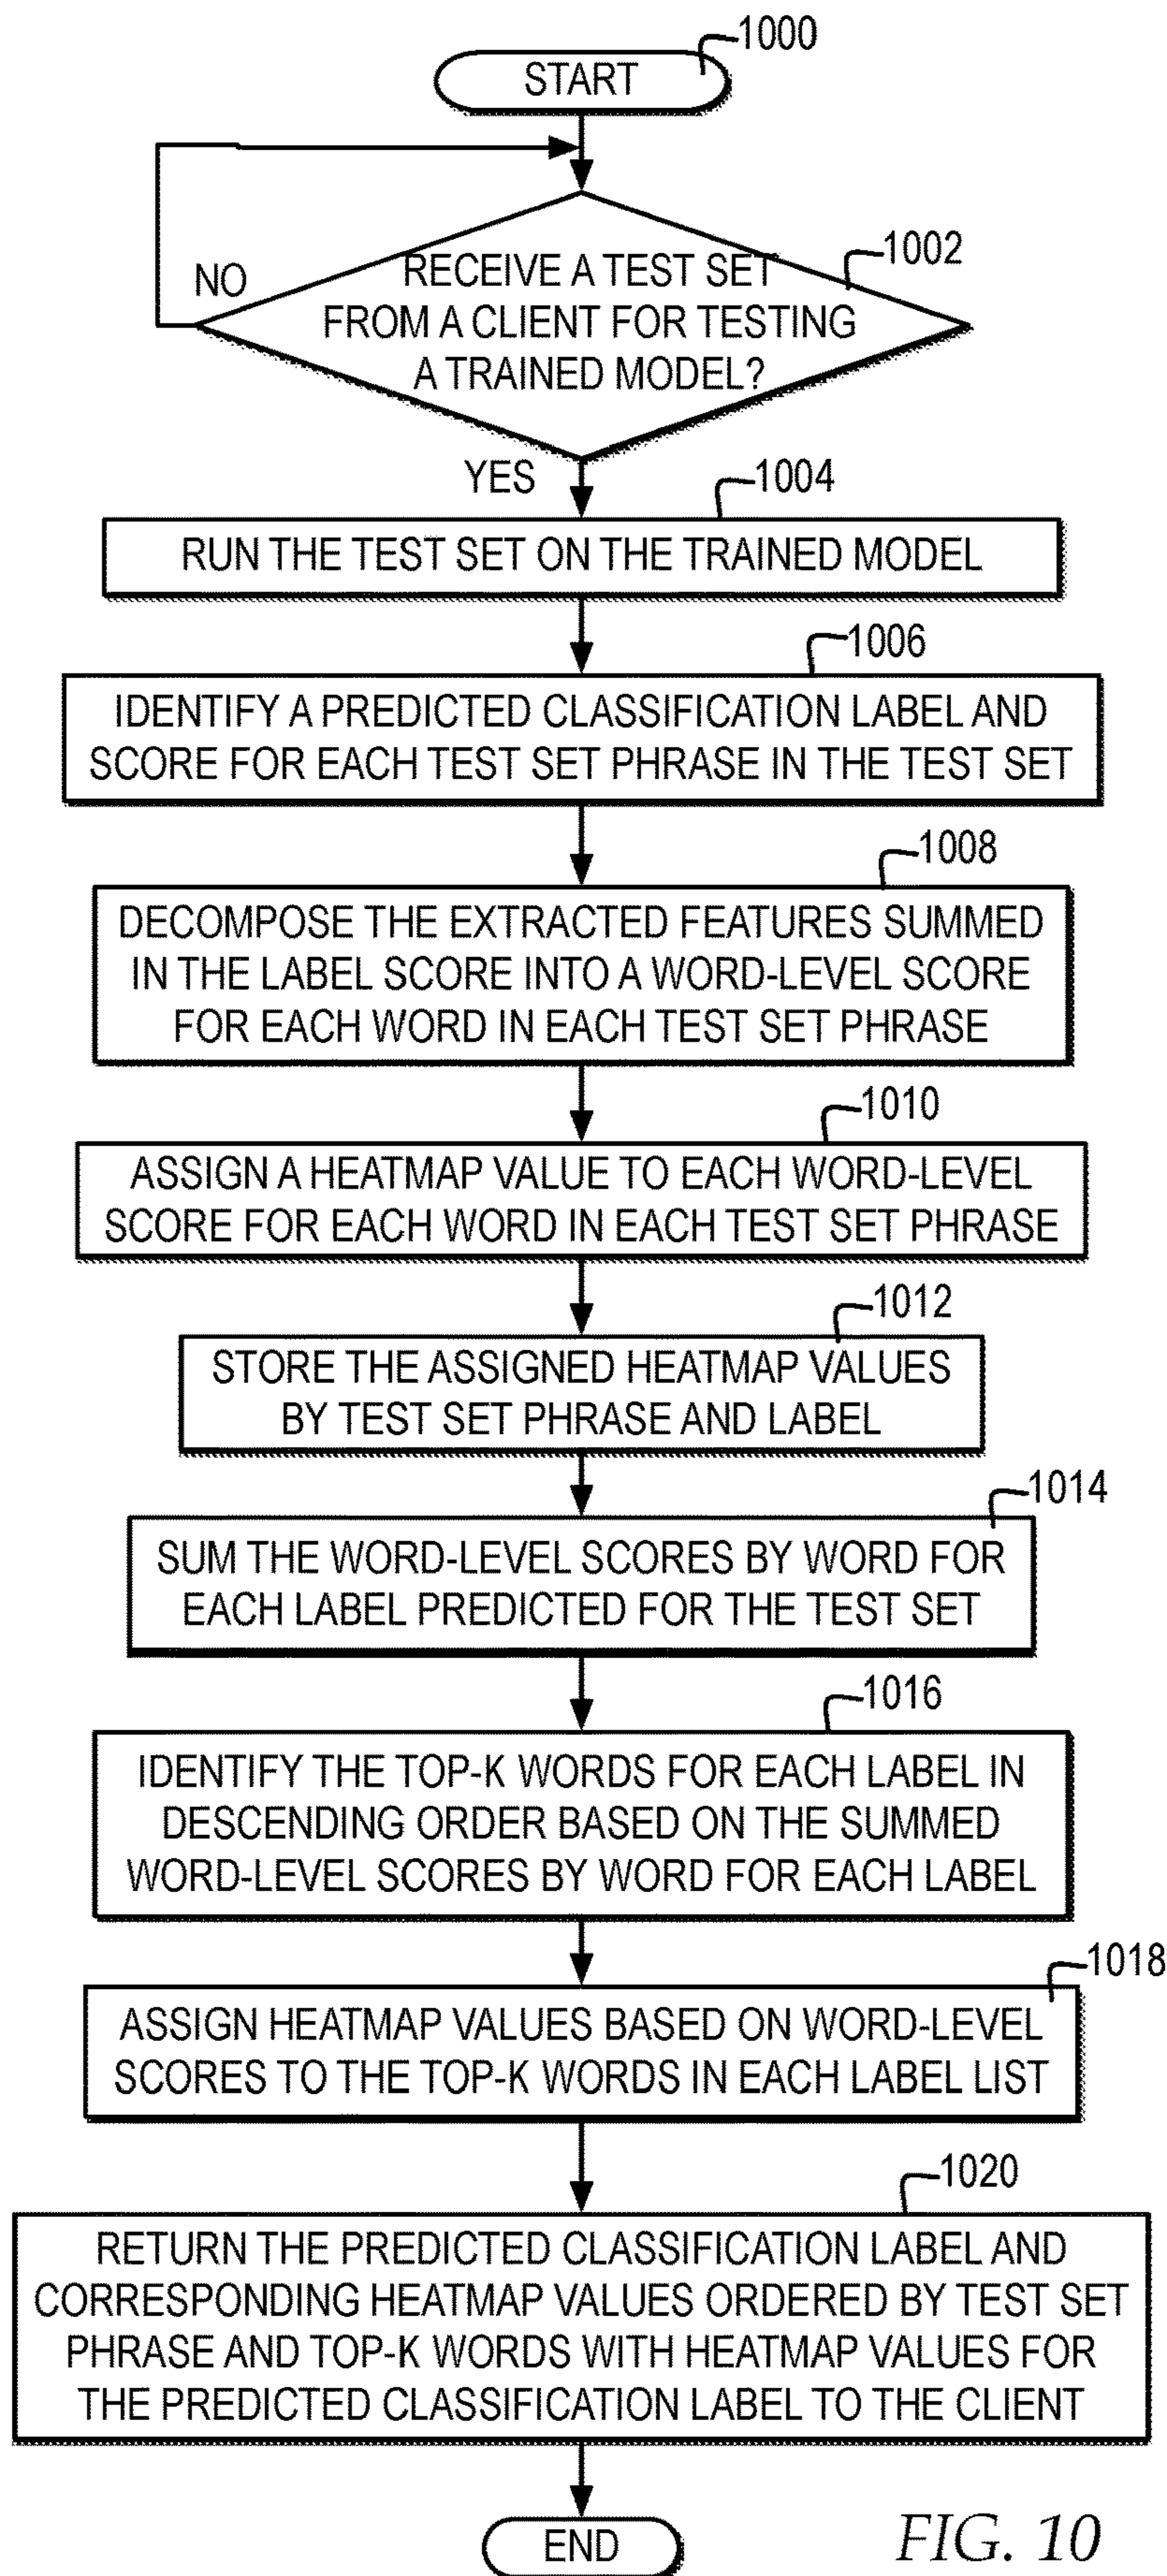 1000
START
1002
NO
RECEIVE A TEST SET
FROM A CLIENT FOR TESTING
A TRAINED MODEL?
YES
1004
RUN THE TEST SET ON THE TRAINED MODEL
1006
IDENTIFY A PREDICTED CLASSIFICATION LABEL AND
SCORE FOR EACH TEST SET PHRASE IN THE TEST SET
1008
DECOMPOSE THE EXTRACTED FEATURES SUMMED
IN THE LABEL SCORE INTO A WORD-LEVEL SCORE
FOR EACH WORD IN EACH TEST SET PHRASE
1010
ASSIGN A HEATMAP VALUE TO EACH WORD-LEVEL
SCORE FOR EACH WORD IN EACH TEST SET PHRASE
1012
STORE THE ASSIGNED HEATMAP VALUES
BY TEST SET PHRASE AND LABEL
1014
SUM THE WORD-LEVEL SCORES BY WORD FOR
EACH LABEL PREDICTED FOR THE TEST SET
1016
IDENTIFY THE TOP-K WORDS FOR EACH LABEL IN
DESCENDING ORDER BASED ON THE SUMMED
WORD-LEVEL SCORES BY WORD FOR EACH LABEL
1018
ASSIGN HEATMAP VALUES BASED ON WORD-LEVEL
SCORES TO THE TOP-K WORDS IN EACH LABEL LIST
1020
RETURN THE PREDICTED CLASSIFICATION LABEL AND
CORRESPONDING HEATMAP VALUES ORDERED BY TEST SET
PHRASE AND TOP-K WORDS WITH HEATMAP VALUES FOR
THE PREDICTED CLASSIFICATION LABEL TO THE CLIENT
END
FIG. 10